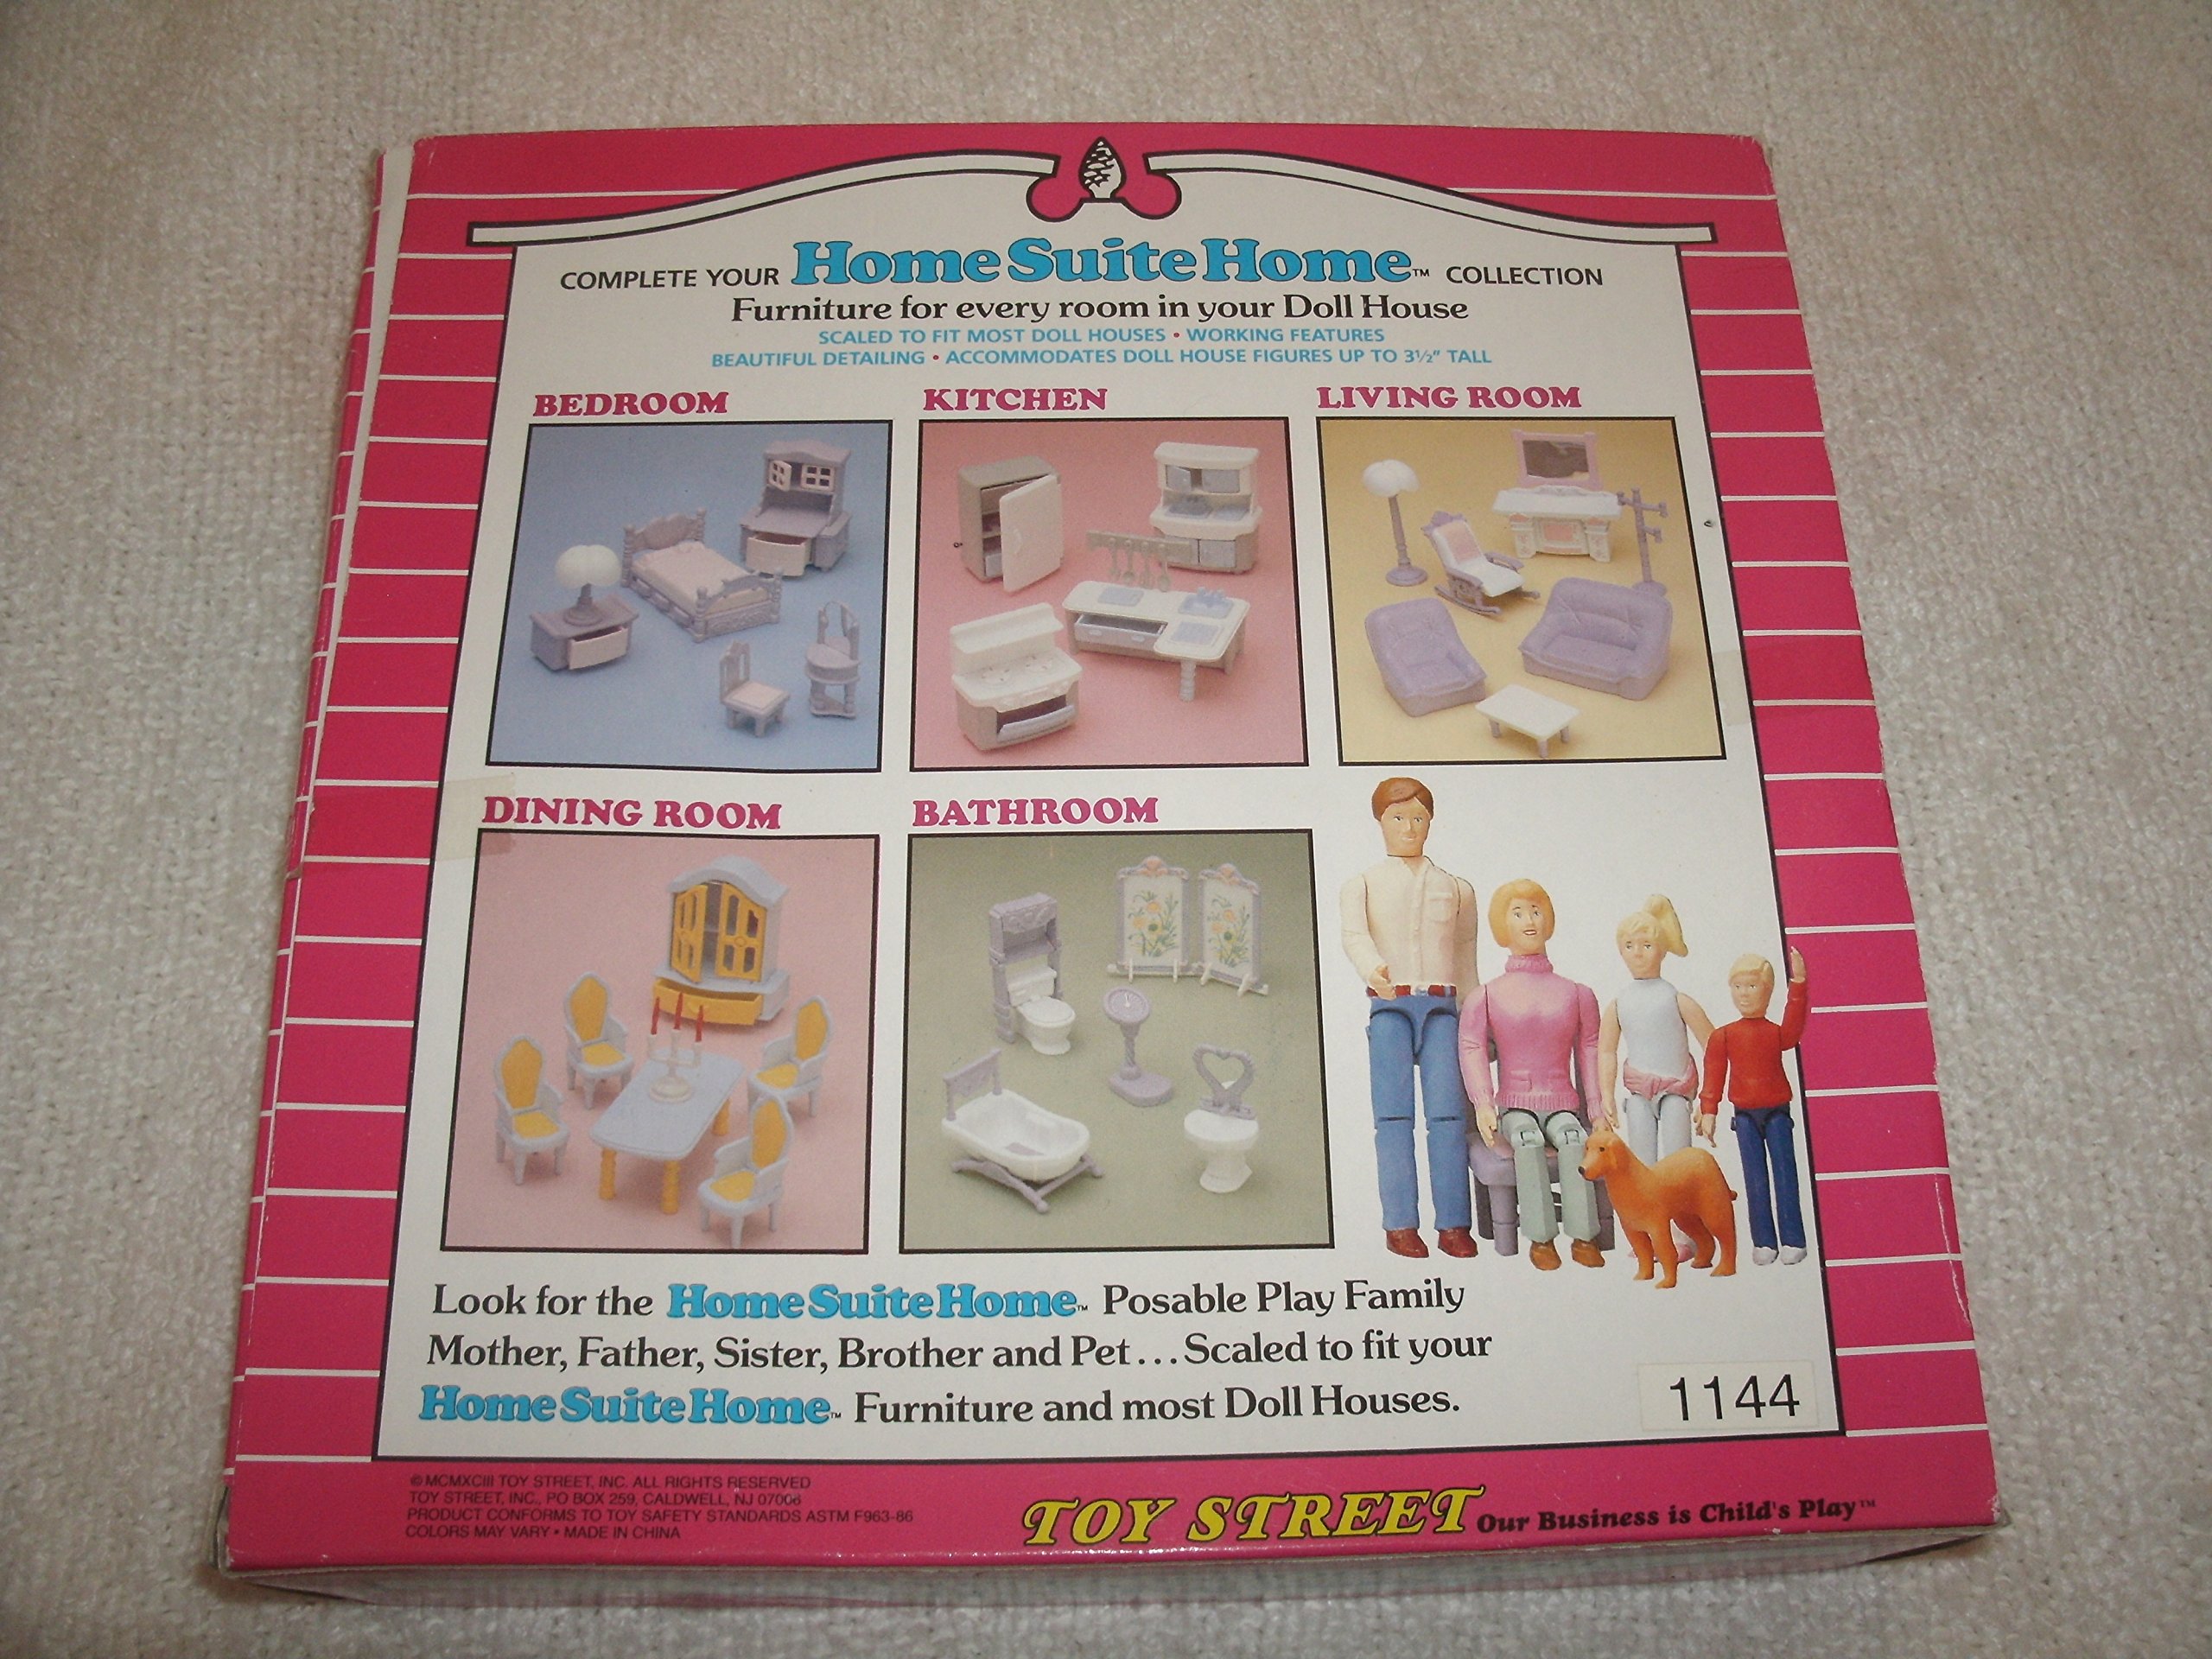 COMPLETE YOUR Home Suite Home™ COLLECTION
Furniture for every room in your Doll House
SCALED TO FIT MOST DOLL HOUSES • WORKING FEATURES
BEAUTIFUL DETAILING • ACCOMMODATES DOLL HOUSE FIGURES UP TO 3½" TALL
BEDROOM
KITCHEN
LIVING ROOM
DINING ROOM
BATHROOM
Look for the Home Suite Home™ Posable Play Family
Mother, Father, Sister, Brother and Pet...Scaled to fit your
Home Suite Home™ Furniture and most Doll Houses.
1144
© MCMXCIII TOY STREET, INC. ALL RIGHTS RESERVED
TOY STREET, INC., PO BOX 259, CALDWELL, NJ 07006
PRODUCT CONFORMS TO TOY SAFETY STANDARDS ASTM F963-86
COLORS MAY VARY • MADE IN CHINA
TOY STREET Our Business is Child's Play™